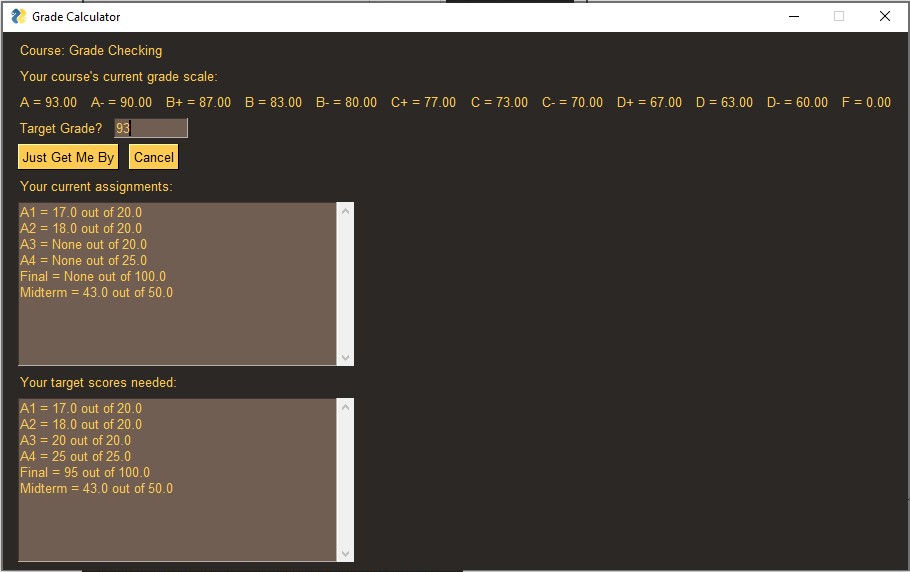 Grade Calculator
Course: Grade Checking
Your course's current grade scale:
A = 93.00 A- = 90.00 B+ = 87.00 B = 83.00 B- = 80.00 C+ = 77.00 C = 73.00 C- = 70.00 D+ = 67.00 D = 63.00 D- = 60.00 F = 0.00
Target Grade? 93
Just Get Me By Cancel
Your current assignments:
A1 = 17.0 out of 20.0
A2 = 18.0 out of 20.0
A3 = None out of 20.0
A4 = None out of 25.0
Final = None out of 100.0
Midterm = 43.0 out of 50.0
Your target scores needed:
A1 = 17.0 out of 20.0
A2 = 18.0 out of 20.0
A3 = 20 out of 20.0
A4 = 25 out of 25.0
Final = 95 out of 100.0
Midterm = 43.0 out of 50.0